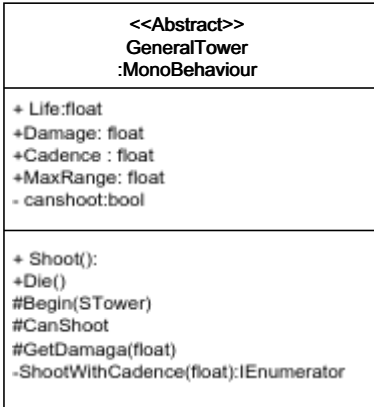 <<Abstract>>
GeneralTower
:MonoBehaviour
+ Life:float
+Damage: float
+Cadence : float
+MaxRange: float
- canshoot:bool
+ Shoot():
+Die()
#Begin(STower)
#CanShoot
#GetDamaga(float)
-ShootWithCadence(float):IEnumerator